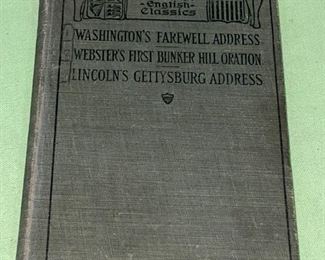 English
Classics
WASHINGTON'S FAREWELL ADDRESS
WEBSTER'S FIRST BUNKER HILL ORATION
LINCOLN'S GETTYSBURG ADDRESS